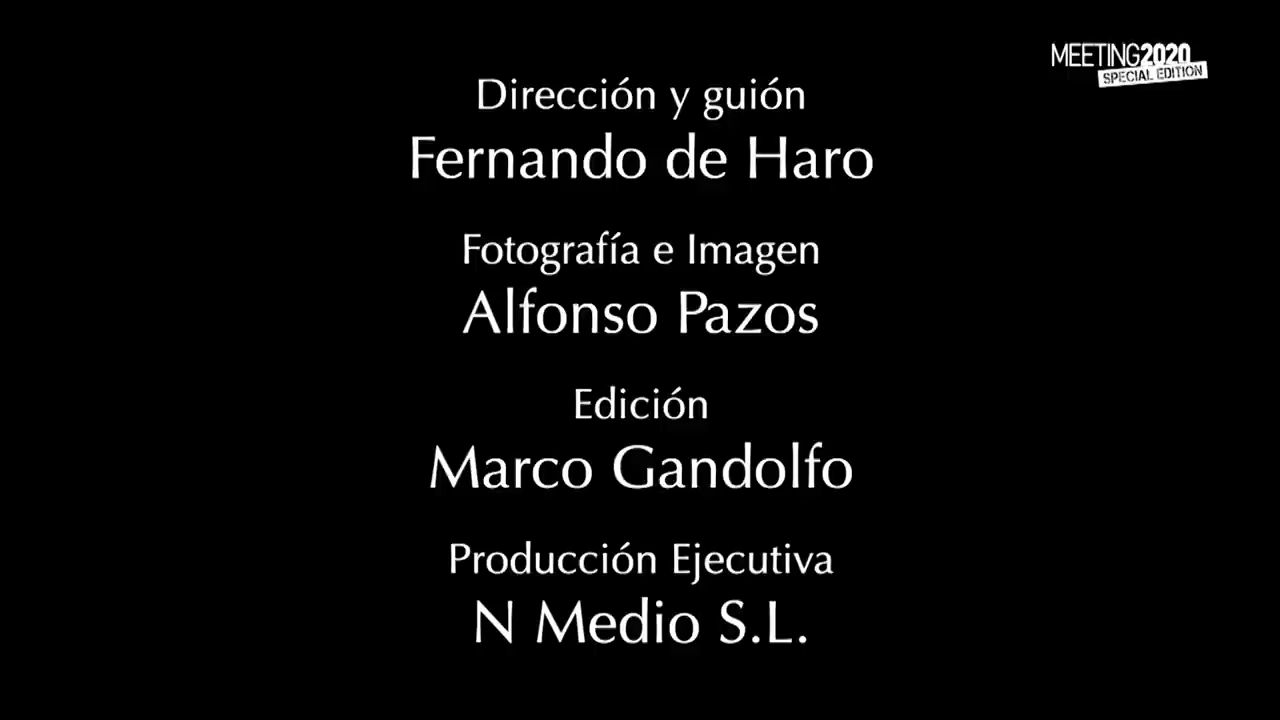 MEETING2020
SPECIAL EDITION
Dirección y guión
Fernando de Haro
Fotografía e Imagen
Alfonso Pazos
Edición
Marco Gandolfo
Producción Ejecutiva
N Medio S.L.